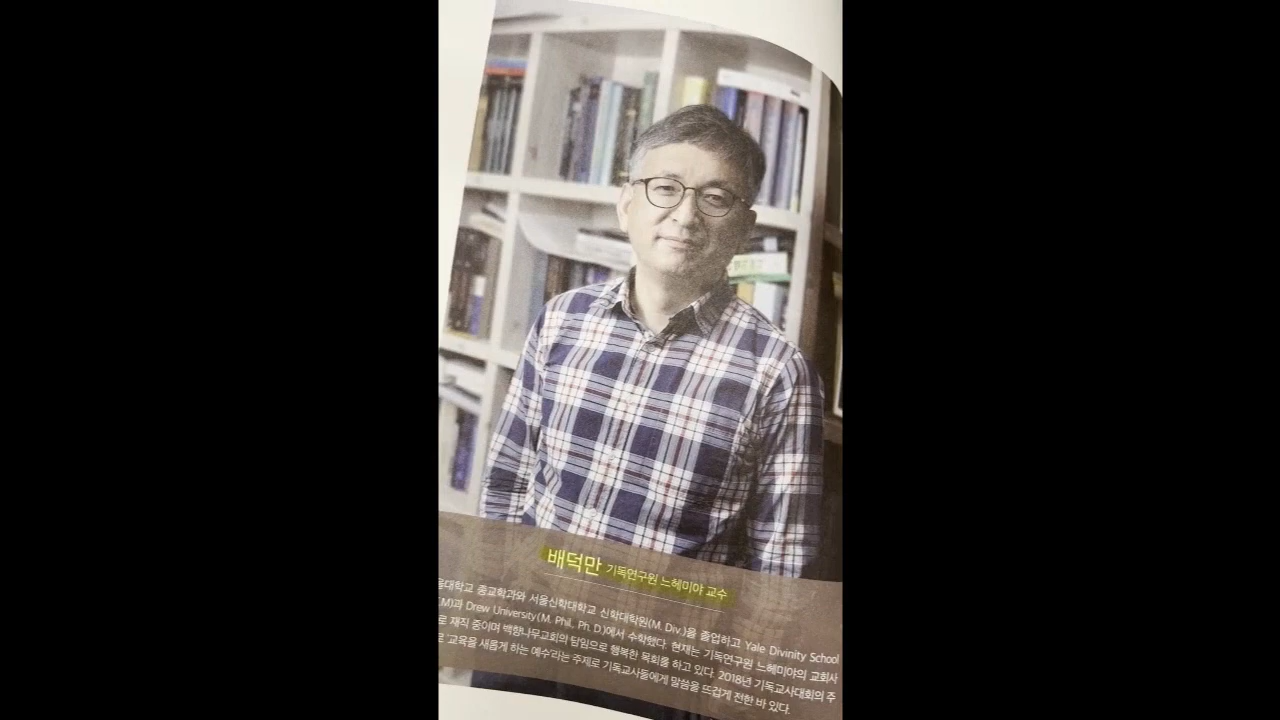 배덕만 기독연구원 느헤미야 교수
울대학교 종교학과와 서울신학대학교 신학대학원(M. Div.)을 졸업하고 Yale Divinity School
.M)과 Drew University(M. Phil., Ph. D.)에서 수학했다. 현재는 기독연구원 느헤미야의 교회사
로 재직 중이며 백향나무교회의 담임으로 행복한 목회를 하고 있다. 2018년 기독교사대회의 주
로 '교육을 새롭게 하는 예수'라는 주제로 기독교사들에게 말씀을 뜨겁게 전한 바 있다.